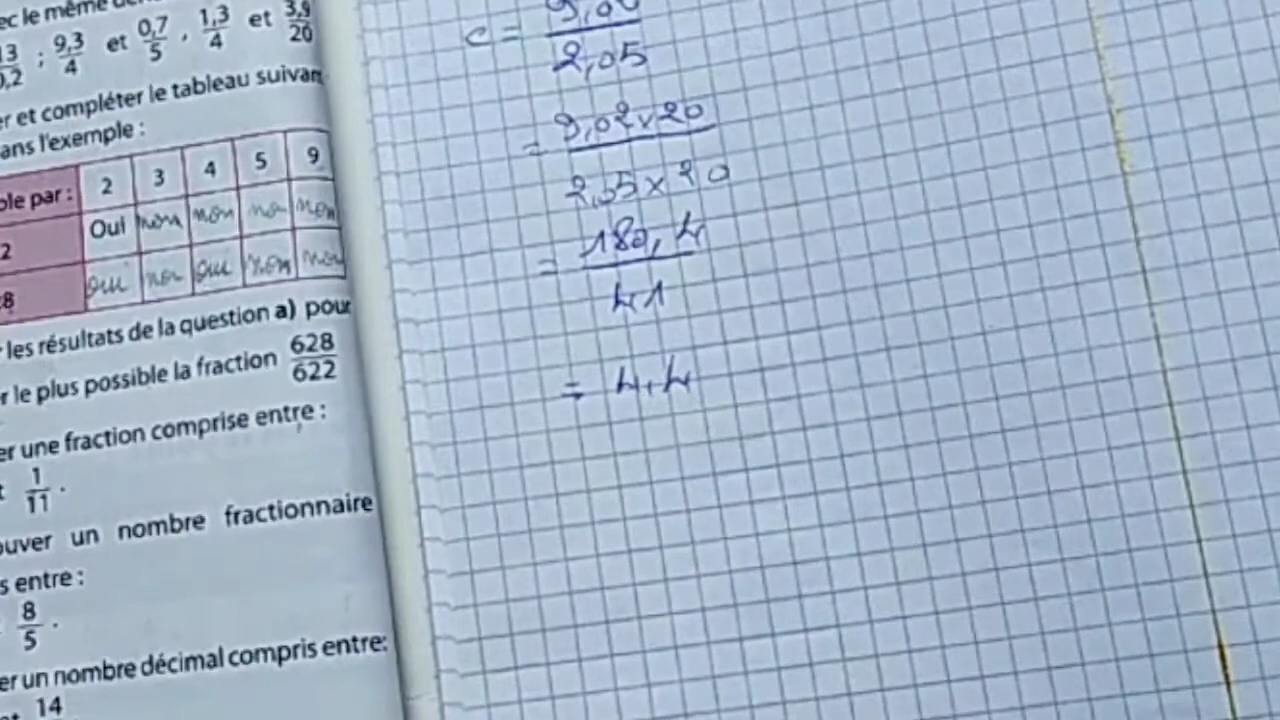 ec le même
13/0,2 ; 9,3/4 et 0,7/5 , 1,3/4 et 3,9/20
er et compléter le tableau suivan
ans l'exemple :
ble par : 2 3 4 5 9
2 Oui non non non non
8 oui non oui non non
les résultats de la question a) pour
r le plus possible la fraction 628/622
er une fraction comprise entre :
1/11 .
ouver un nombre fractionnaire
s entre :
8/5 .
er un nombre décimal compris entre:
14
c = 9,02/2,05
= 9,02 x 20 / 2,05 x 20
= 180,4 / 41
= 4,4